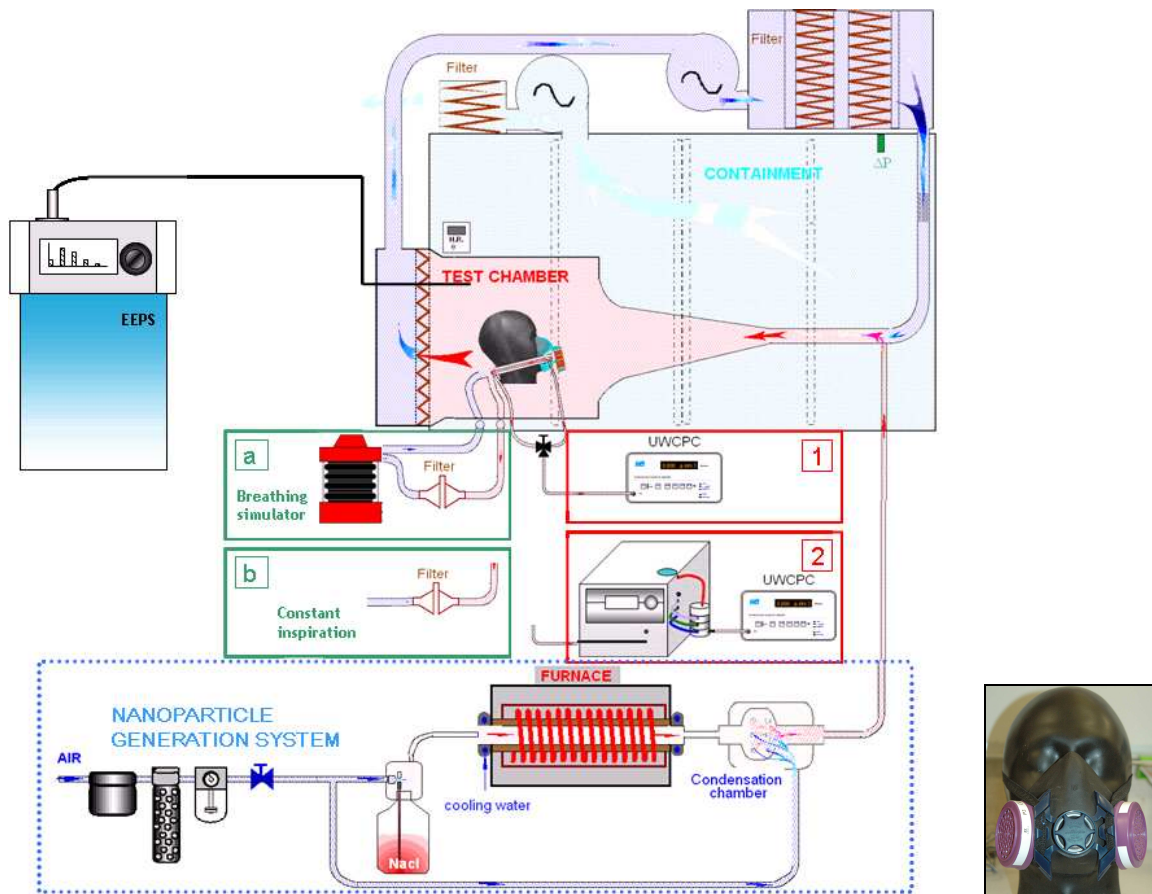 Filter
Filter
ΔP
CONTAINMENT
H.R.
TEST CHAMBER
EEPS
a
Filter
Breathing
simulator
UWCPC
1
b
Filter
Constant
inspiration
2
UWCPC
FURNACE
NANOPARTICLE
GENERATION SYSTEM
AIR
cooling water
Condensation
chamber
Nacl